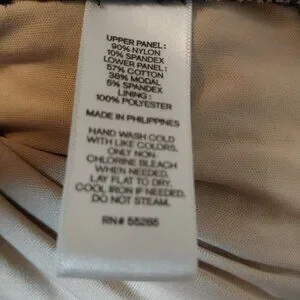 UPPER PANEL:
90% NYLON
10% SPANDEX
LOWER PANEL:
57% COTTON
38% MODAL
5% SPANDEX
LINING:
100% POLYESTER
MADE IN PHILIPPINES
HAND WASH COLD
WITH LIKE COLORS.
ONLY NON-
CHLORINE BLEACH
WHEN NEEDED.
LAY FLAT TO DRY.
COOL IRON IF NEEDED.
DO NOT STEAM.
RN# 55285